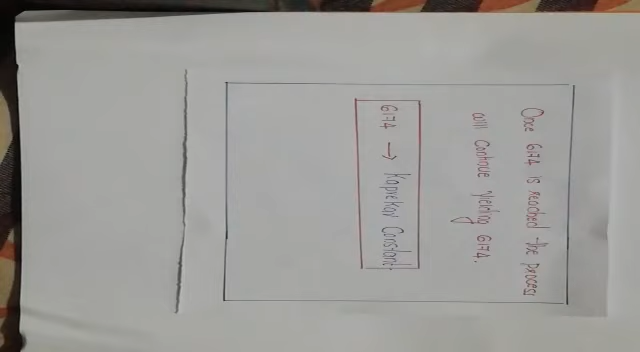 Once 6174 is reached the process
will continue yielding 6174.
6174 → Kaprekar Constant.